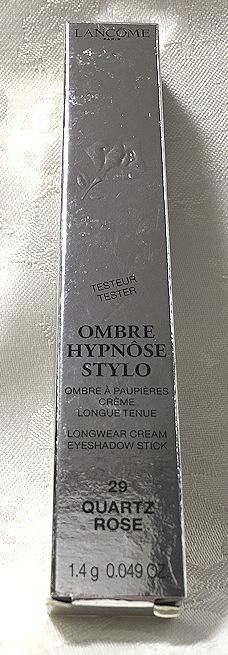 LANCÔME
PARIS
TESTEUR
TESTER
OMBRE
HYPNÔSE
STYLO
OMBRE À PAUPIÈRES
CRÈME
LONGUE TENUE
LONGWEAR CREAM
EYESHADOW STICK
29
QUARTZ
ROSE
1.4 g 0.049 OZ